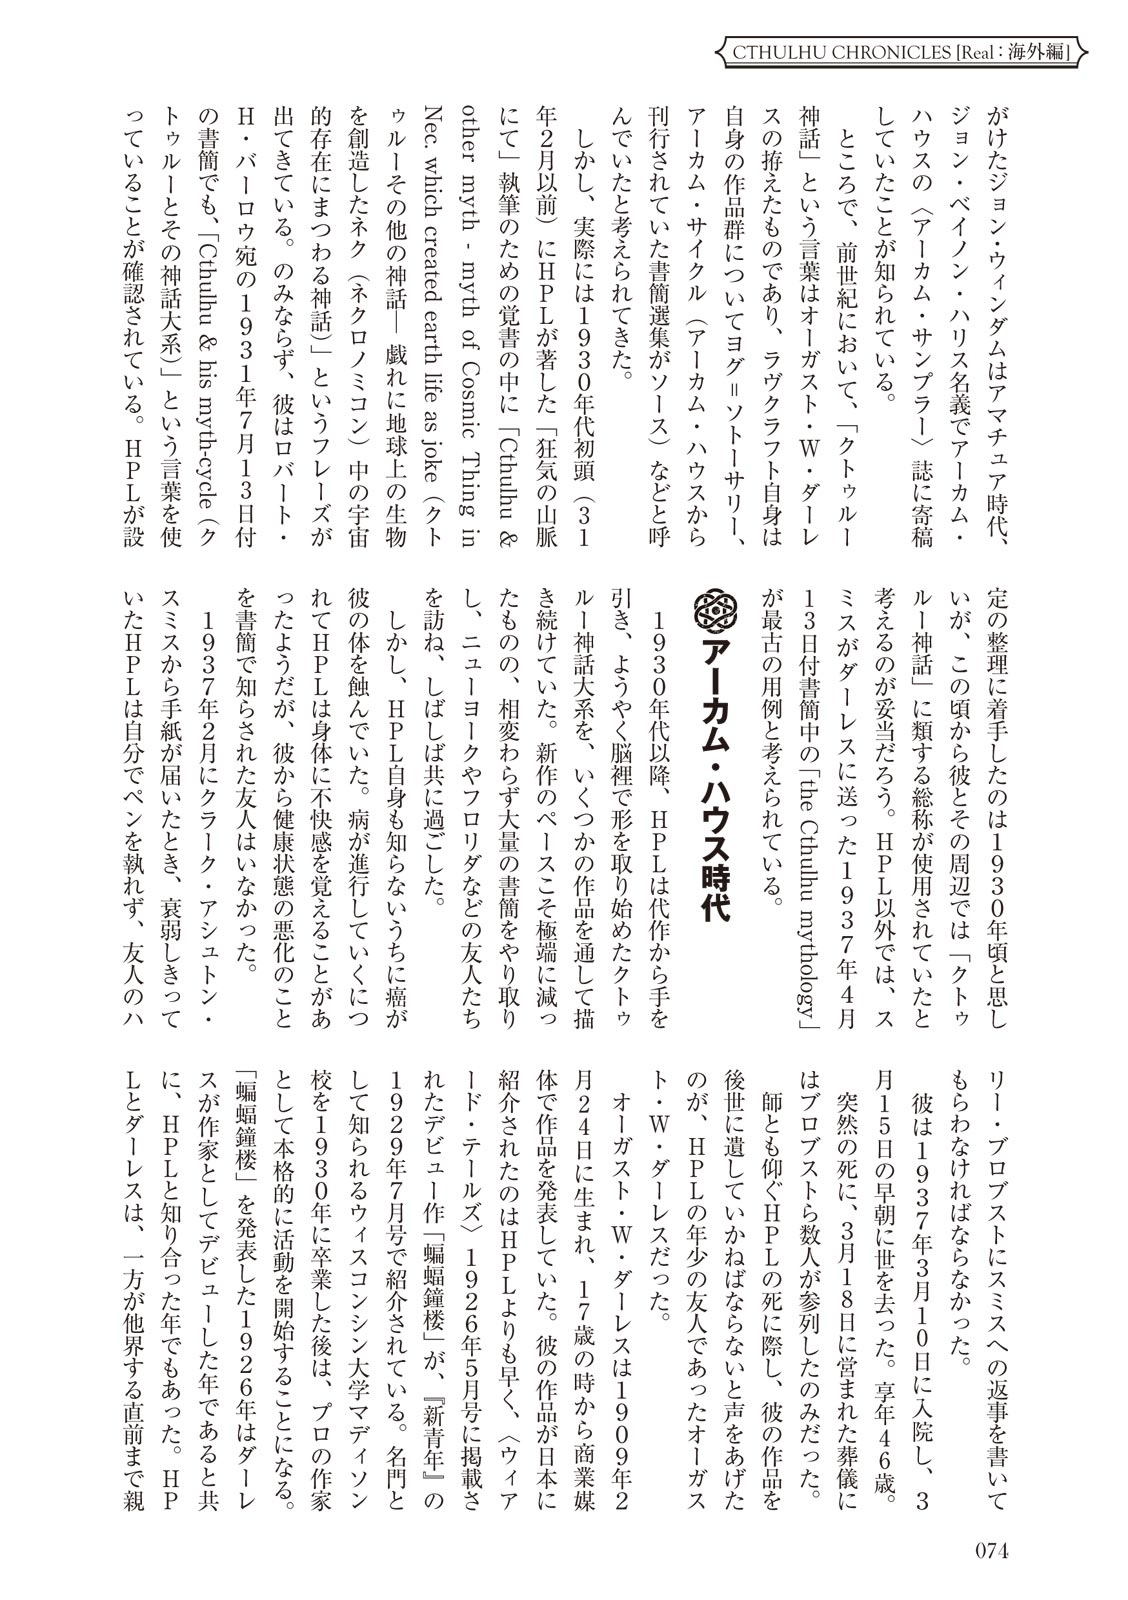 CTHULHU CHRONICLES [Real：海外編]
がけたジョン・ウィンダムはアマチュア時代、
ジョン・ベイノン・ハリス名義でアーカム・
ハウスの〈アーカム・サンプラー〉誌に寄稿
していたことが知られている。
ところで、前世紀において、「クトゥルー
神話」という言葉はオーガスト・W・ダーレ
スの拵えたものであり、ラヴクラフト自身は
自身の作品群についてヨグ＝ソトーサリー、
アーカム・サイクル（アーカム・ハウスから
刊行されていた書簡選集がソース）などと呼
んでいたと考えられてきた。
しかし、実際には１９３０年代初頭（３１
年２月以前）にＨＰＬが著した「狂気の山脈
にて」執筆のための覚書の中に「Cthulhu &
other myth - myth of Cosmic Thing in
Nec. which created earth life as joke（クト
ゥルーその他の神話― 戯れに地球上の生物
を創造したネク（ネクロノミコン）中の宇宙
的存在にまつわる神話）」というフレーズが
出てきている。のみならず、彼はロバート・
Ｈ・バーロウ宛の１９３１年７月１３日付
の書簡でも、「Cthulhu & his myth-cycle（ク
トゥルーとその神話大系）」という言葉を使
っていることが確認されている。ＨＰＬが設
定の整理に着手したのは１９３０年頃と思し
いが、この頃から彼とその周辺では「クトゥ
ルー神話」に類する総称が使用されていたと
考えるのが妥当だろう。ＨＰＬ以外では、ス
ミスがダーレスに送った１９３７年４月
１３日付書簡中の「the Cthulhu mythology」
が最古の用例と考えられている。
アーカム・ハウス時代
１９３０年代以降、ＨＰＬは代作から手を
引き、ようやく脳裡で形を取り始めたクトゥ
ルー神話大系を、いくつかの作品を通して描
き続けていた。新作のペースこそ極端に減っ
たものの、相変わらず大量の書簡をやり取り
し、ニューヨークやフロリダなどの友人たち
を訪ね、しばしば共に過ごした。
しかし、ＨＰＬ自身も知らないうちに癌が
彼の体を蝕んでいた。病が進行していくにつ
れてＨＰＬは身体に不快感を覚えることがあ
ったようだが、彼から健康状態の悪化のこと
を書簡で知らされた友人はいなかった。
１９３７年２月にクラーク・アシュトン・
スミスから手紙が届いたとき、衰弱しきって
いたＨＰＬは自分でペンを執れず、友人のハ
リー・ブロブストにスミスへの返事を書いて
もらわなければならなかった。
彼は１９３７年３月１０日に入院し、３
月１５日の早朝に世を去った。享年４６歳。
突然の死に、３月１８日に営まれた葬儀に
はブロブストら数人が参列したのみだった。
師とも仰ぐＨＰＬの死に際し、彼の作品を
後世に遺していかねばならないと声をあげた
のが、ＨＰＬの年少の友人であったオーガス
ト・W・ダーレスだった。
オーガスト・W・ダーレスは１９０９年２
月２４日に生まれ、１７歳の時から商業媒
体で作品を発表していた。彼の作品が日本に
紹介されたのはＨＰＬよりも早く、〈ウィア
ード・テールズ〉１９２６年５月号に掲載さ
れたデビュー作「蝙蝠鐘楼」が、『新青年』の
１９２９年７月号で紹介されている。名門と
して知られるウィスコンシン大学マディソン
校を１９３０年に卒業した後は、プロの作家
として本格的に活動を開始することになる。
「蝙蝠鐘楼」を発表した１９２６年はダーレ
スが作家としてデビューした年であると共
に、ＨＰＬと知り合った年でもあった。ＨＰ
Ｌとダーレスは、一方が他界する直前まで親
074